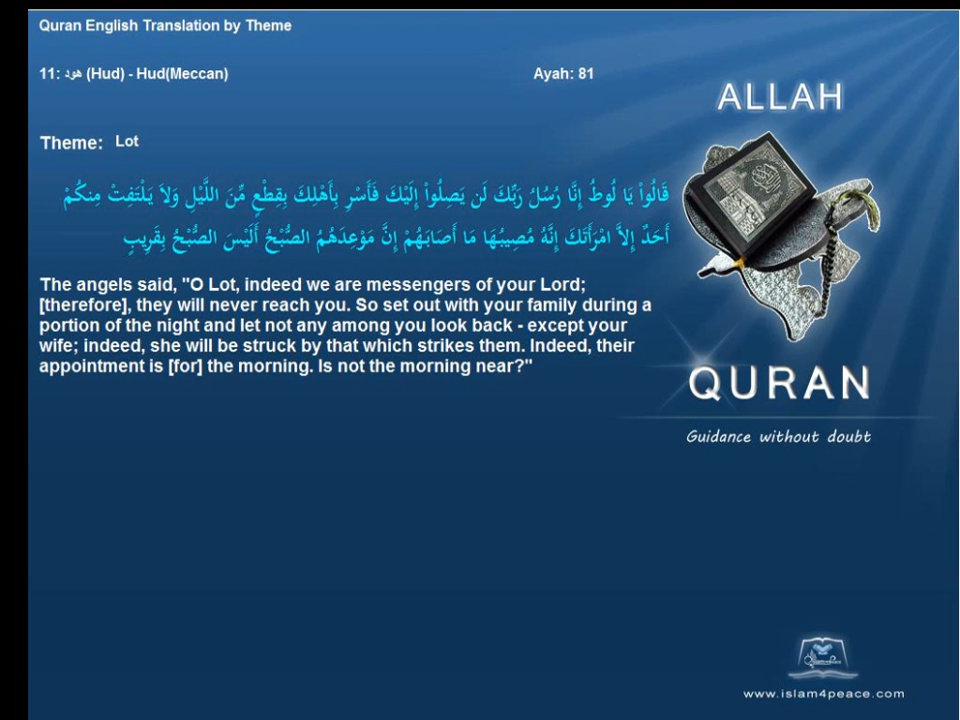 Quran English Translation by Theme
11: هود (Hud) - Hud(Meccan) Ayah: 81
ALLAH
Theme: Lot
قَالُواْ يَا لُوطُ إِنَّا رُسُلُ رَبِّكَ لَن يَصِلُواْ إِلَيْكَ فَأَسْرِ بِأَهْلِكَ بِقِطْعٍ مِّنَ اللَّيْلِ وَلاَ يَلْتَفِتْ مِنكُمْ
أَحَدٌ إِلاَّ امْرَأَتَكَ إِنَّهُ مُصِيبُهَا مَا أَصَابَهُمْ إِنَّ مَوْعِدَهُمُ الصُّبْحُ أَلَيْسَ الصُّبْحُ بِقَرِيبٍ
The angels said, "O Lot, indeed we are messengers of your Lord;
[therefore], they will never reach you. So set out with your family during a
portion of the night and let not any among you look back - except your
wife; indeed, she will be struck by that which strikes them. Indeed, their
appointment is [for] the morning. Is not the morning near?"
QURAN
Guidance without doubt
www.islam4peace.com